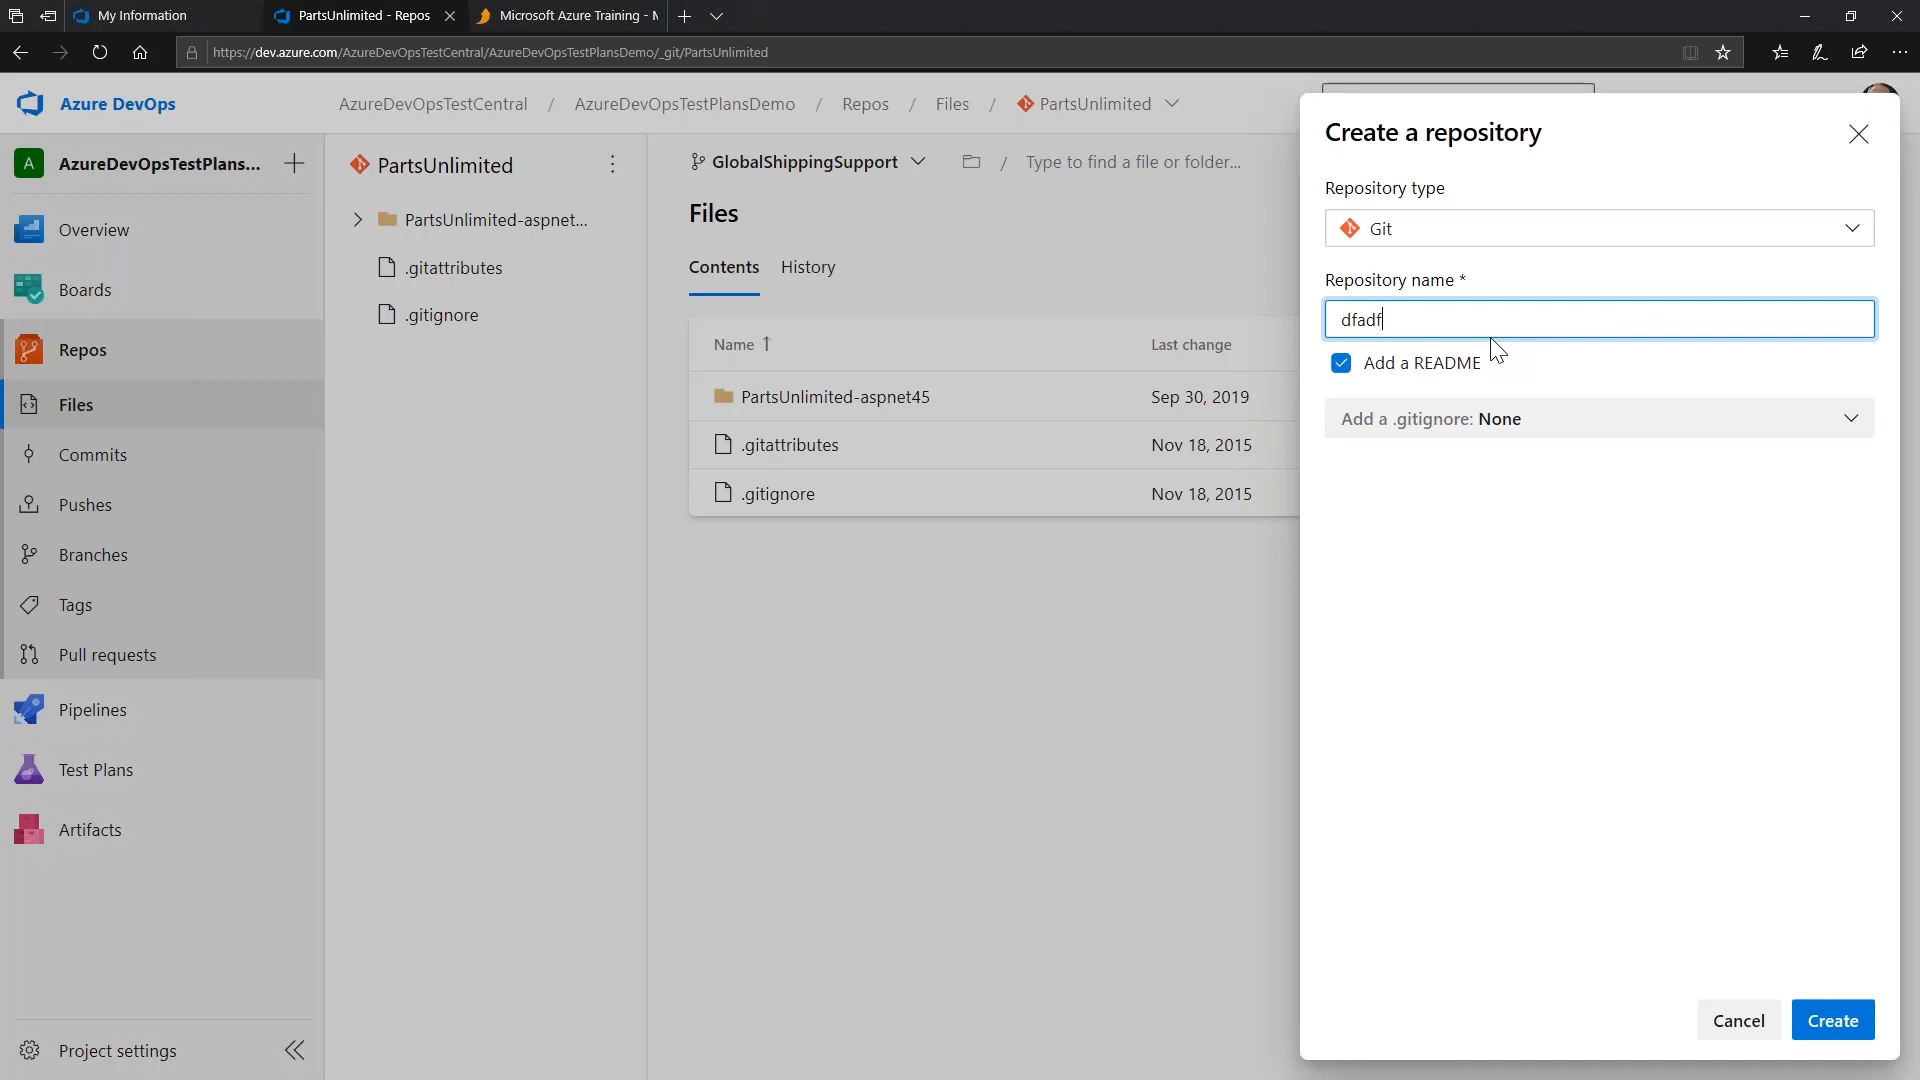 My Information
PartsUnlimited - Repos
Microsoft Azure Training - M
https://dev.azure.com/AzureDevOpsTestCentral/AzureDevOpsTestPlansDemo/_git/PartsUnlimited
Azure DevOps
AzureDevOpsTestCentral / AzureDevOpsTestPlansDemo / Repos / Files / PartsUnlimited
A AzureDevOpsTestPlans...
Overview
Boards
Repos
Files
Commits
Pushes
Branches
Tags
Pull requests
Pipelines
Test Plans
Artifacts
Project settings
PartsUnlimited
PartsUnlimited-aspnet...
.gitattributes
.gitignore
GlobalShippingSupport / Type to find a file or folder...
Files
Contents History
Name Last change
PartsUnlimited-aspnet45 Sep 30, 2019
.gitattributes Nov 18, 2015
.gitignore Nov 18, 2015
Create a repository
Repository type
Git
Repository name *
dfadf
Add a README
Add a .gitignore: None
Cancel Create